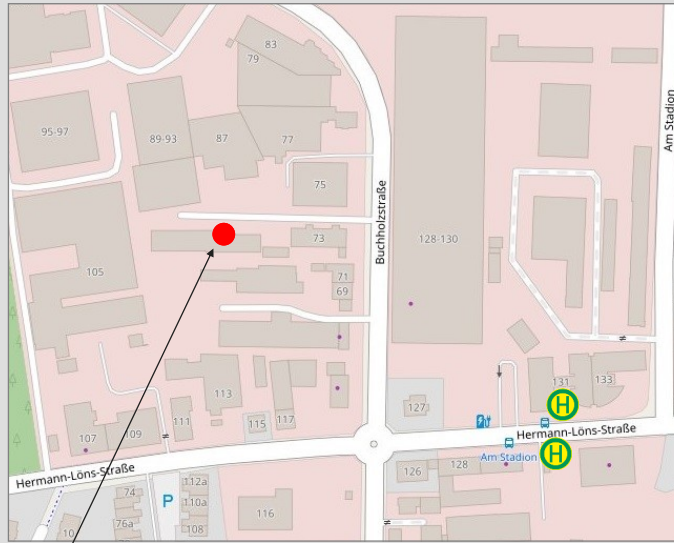 83
79
95-97
89-93
87
77
75
Am Stadion
Buchholzstraße
128-130
73
105
71
69
113
131
133
127
H
111
115
117
107
109
Hermann-Löns-Straße
H
Am Stadion
Hermann-Löns-Straße
126
128
74
112a
P
110a
76a
116
10
108